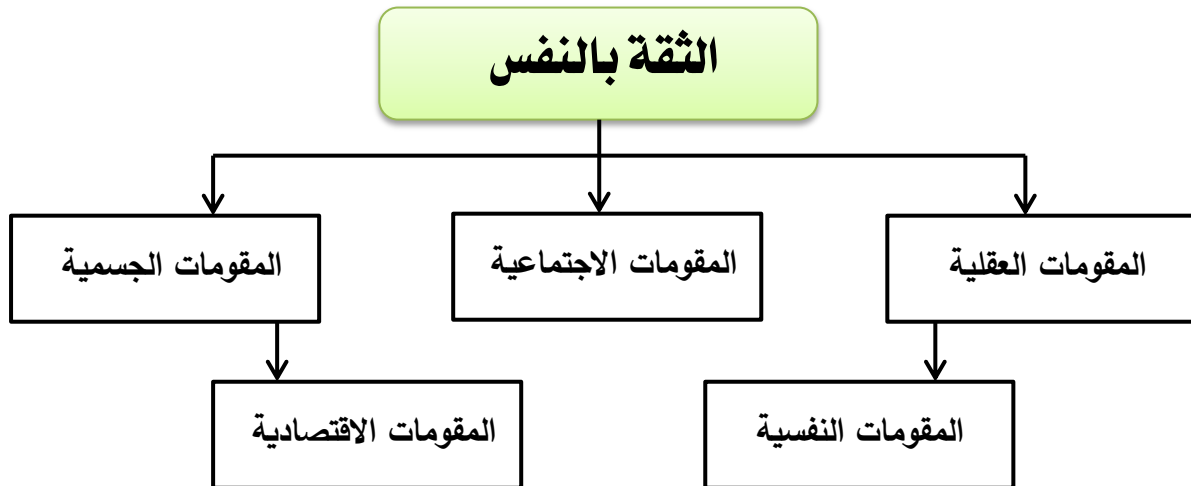 الثقة بالنفس
المقومات العقلية
المقومات الاجتماعية
المقومات الجسمية
المقومات النفسية
المقومات الاقتصادية